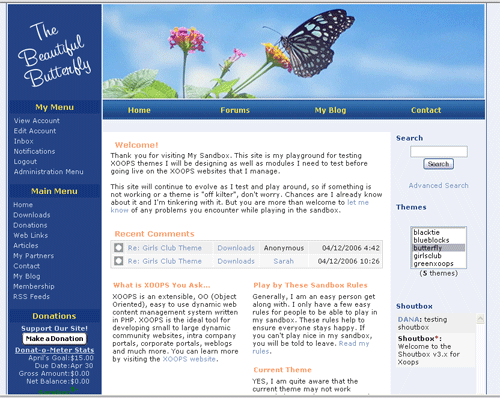 The
Beautiful
Butterfly
Home
Forums
My Blog
Contact
My Menu
View Account
Edit Account
Inbox
Notifications
Logout
Administration Menu
Main Menu
Home
Downloads
Donations
Web Links
Articles
My Partners
Contact
My Blog
Membership
RSS Feeds
Donations
Support Our Site!
Make a Donation
Donat-o-Meter Stats
April's Goal:$15.00
Due Date:Apr 30
Gross Amount:$0.00
Net Balance:$0.00
Welcome!
Thank you for visiting My Sandbox. This site is my playground for testing
XOOPS themes I will be designing as well as modules I need to test before
going live on the XOOPS websites that I manage.
This site will continue to evolve as I test and play around, so if something is
not working or a theme is "off kilter", don't worry. Chances are I already know
about it and I'm tinkering with it. But you are more than welcome to let me
know of any problems you encounter while playing in the sandbox.
Recent Comments
Re: Girls Club Theme Downloads Anonymous 04/12/2006 4:42
Re: Girls Club Theme Downloads Sarah 04/12/2006 10:26
What is XOOPS You Ask...
XOOPS is an extensible, OO (Object
Oriented), easy to use dynamic web
content management system written
in PHP. XOOPS is the ideal tool for
developing small to large dynamic
community websites, intra company
portals, corporate portals, weblogs
and much more. You can learn more
by visiting the XOOPS website.
Play by These Sandbox Rules
Generally, I am an easy person get
along with. I only have a few easy
rules for people to be able to play in
my sandbox. These rules help to
ensure everyone stays happy. If
you can't play nice in my sandbox,
you will be told to leave. Read my
rules.
Current Theme
YES, I am quite aware that the
current theme may not work
Search
Search
Advanced Search
Themes
blacktie
blueblocks
butterfly
girlsclub
greenxoops
(5 themes)
Shoutbox
DANA: testing
shoutbox
Shoutbox*:
Welcome to the
Shoutbox v3.x for
Xoops